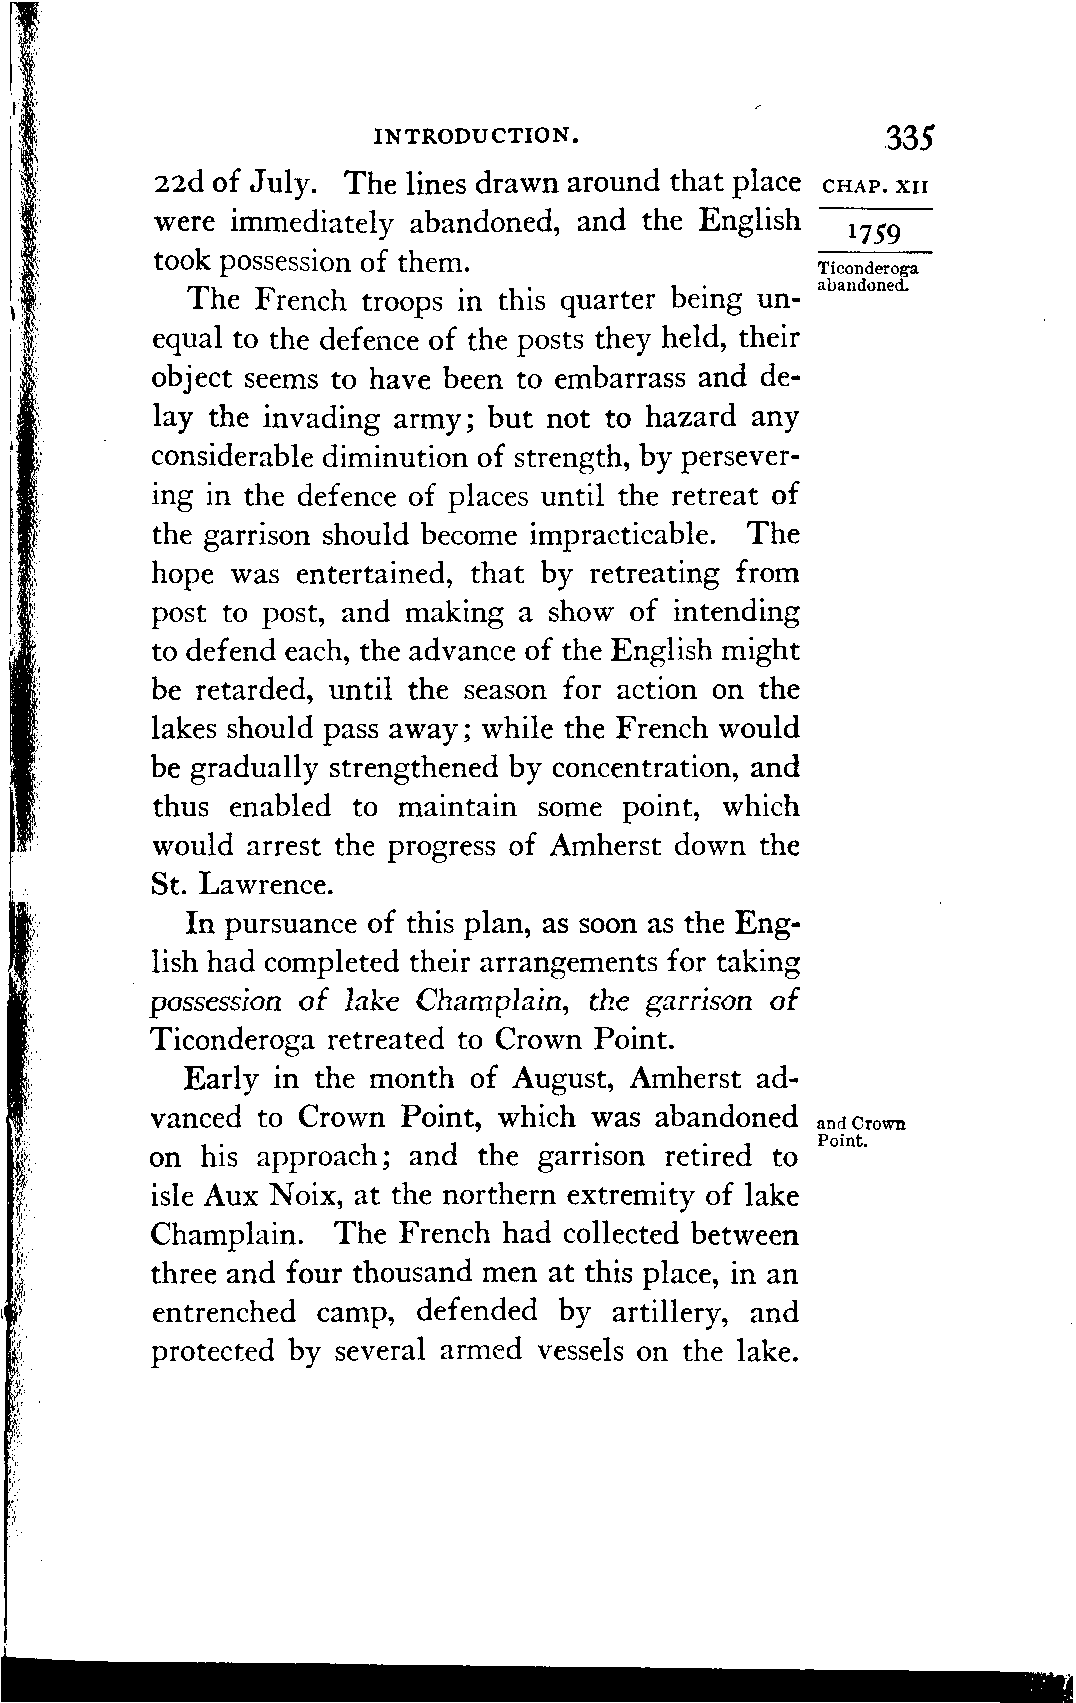 INTRODUCTION. 335
22d of July. The lines drawn around that place
were immediately abandoned, and the English
took possession of them.
CHAP. XII
1759
Ticonderoga
abandoned.
The French troops in this quarter being un-
equal to the defence of the posts they held, their
object seems to have been to embarrass and de-
lay the invading army; but not to hazard any
considerable diminution of strength, by persever-
ing in the defence of places until the retreat of
the garrison should become impracticable. The
hope was entertained, that by retreating from
post to post, and making a show of intending
to defend each, the advance of the English might
be retarded, until the season for action on the
lakes should pass away; while the French would
be gradually strengthened by concentration, and
thus enabled to maintain some point, which
would arrest the progress of Amherst down the
St. Lawrence.
In pursuance of this plan, as soon as the Eng-
lish had completed their arrangements for taking
possession of lake Champlain, the garrison of
Ticonderoga retreated to Crown Point.
Early in the month of August, Amherst ad-
vanced to Crown Point, which was abandoned
on his approach; and the garrison retired to
isle Aux Noix, at the northern extremity of lake
Champlain. The French had collected between
three and four thousand men at this place, in an
entrenched camp, defended by artillery, and
protected by several armed vessels on the lake.
and Crown
Point.